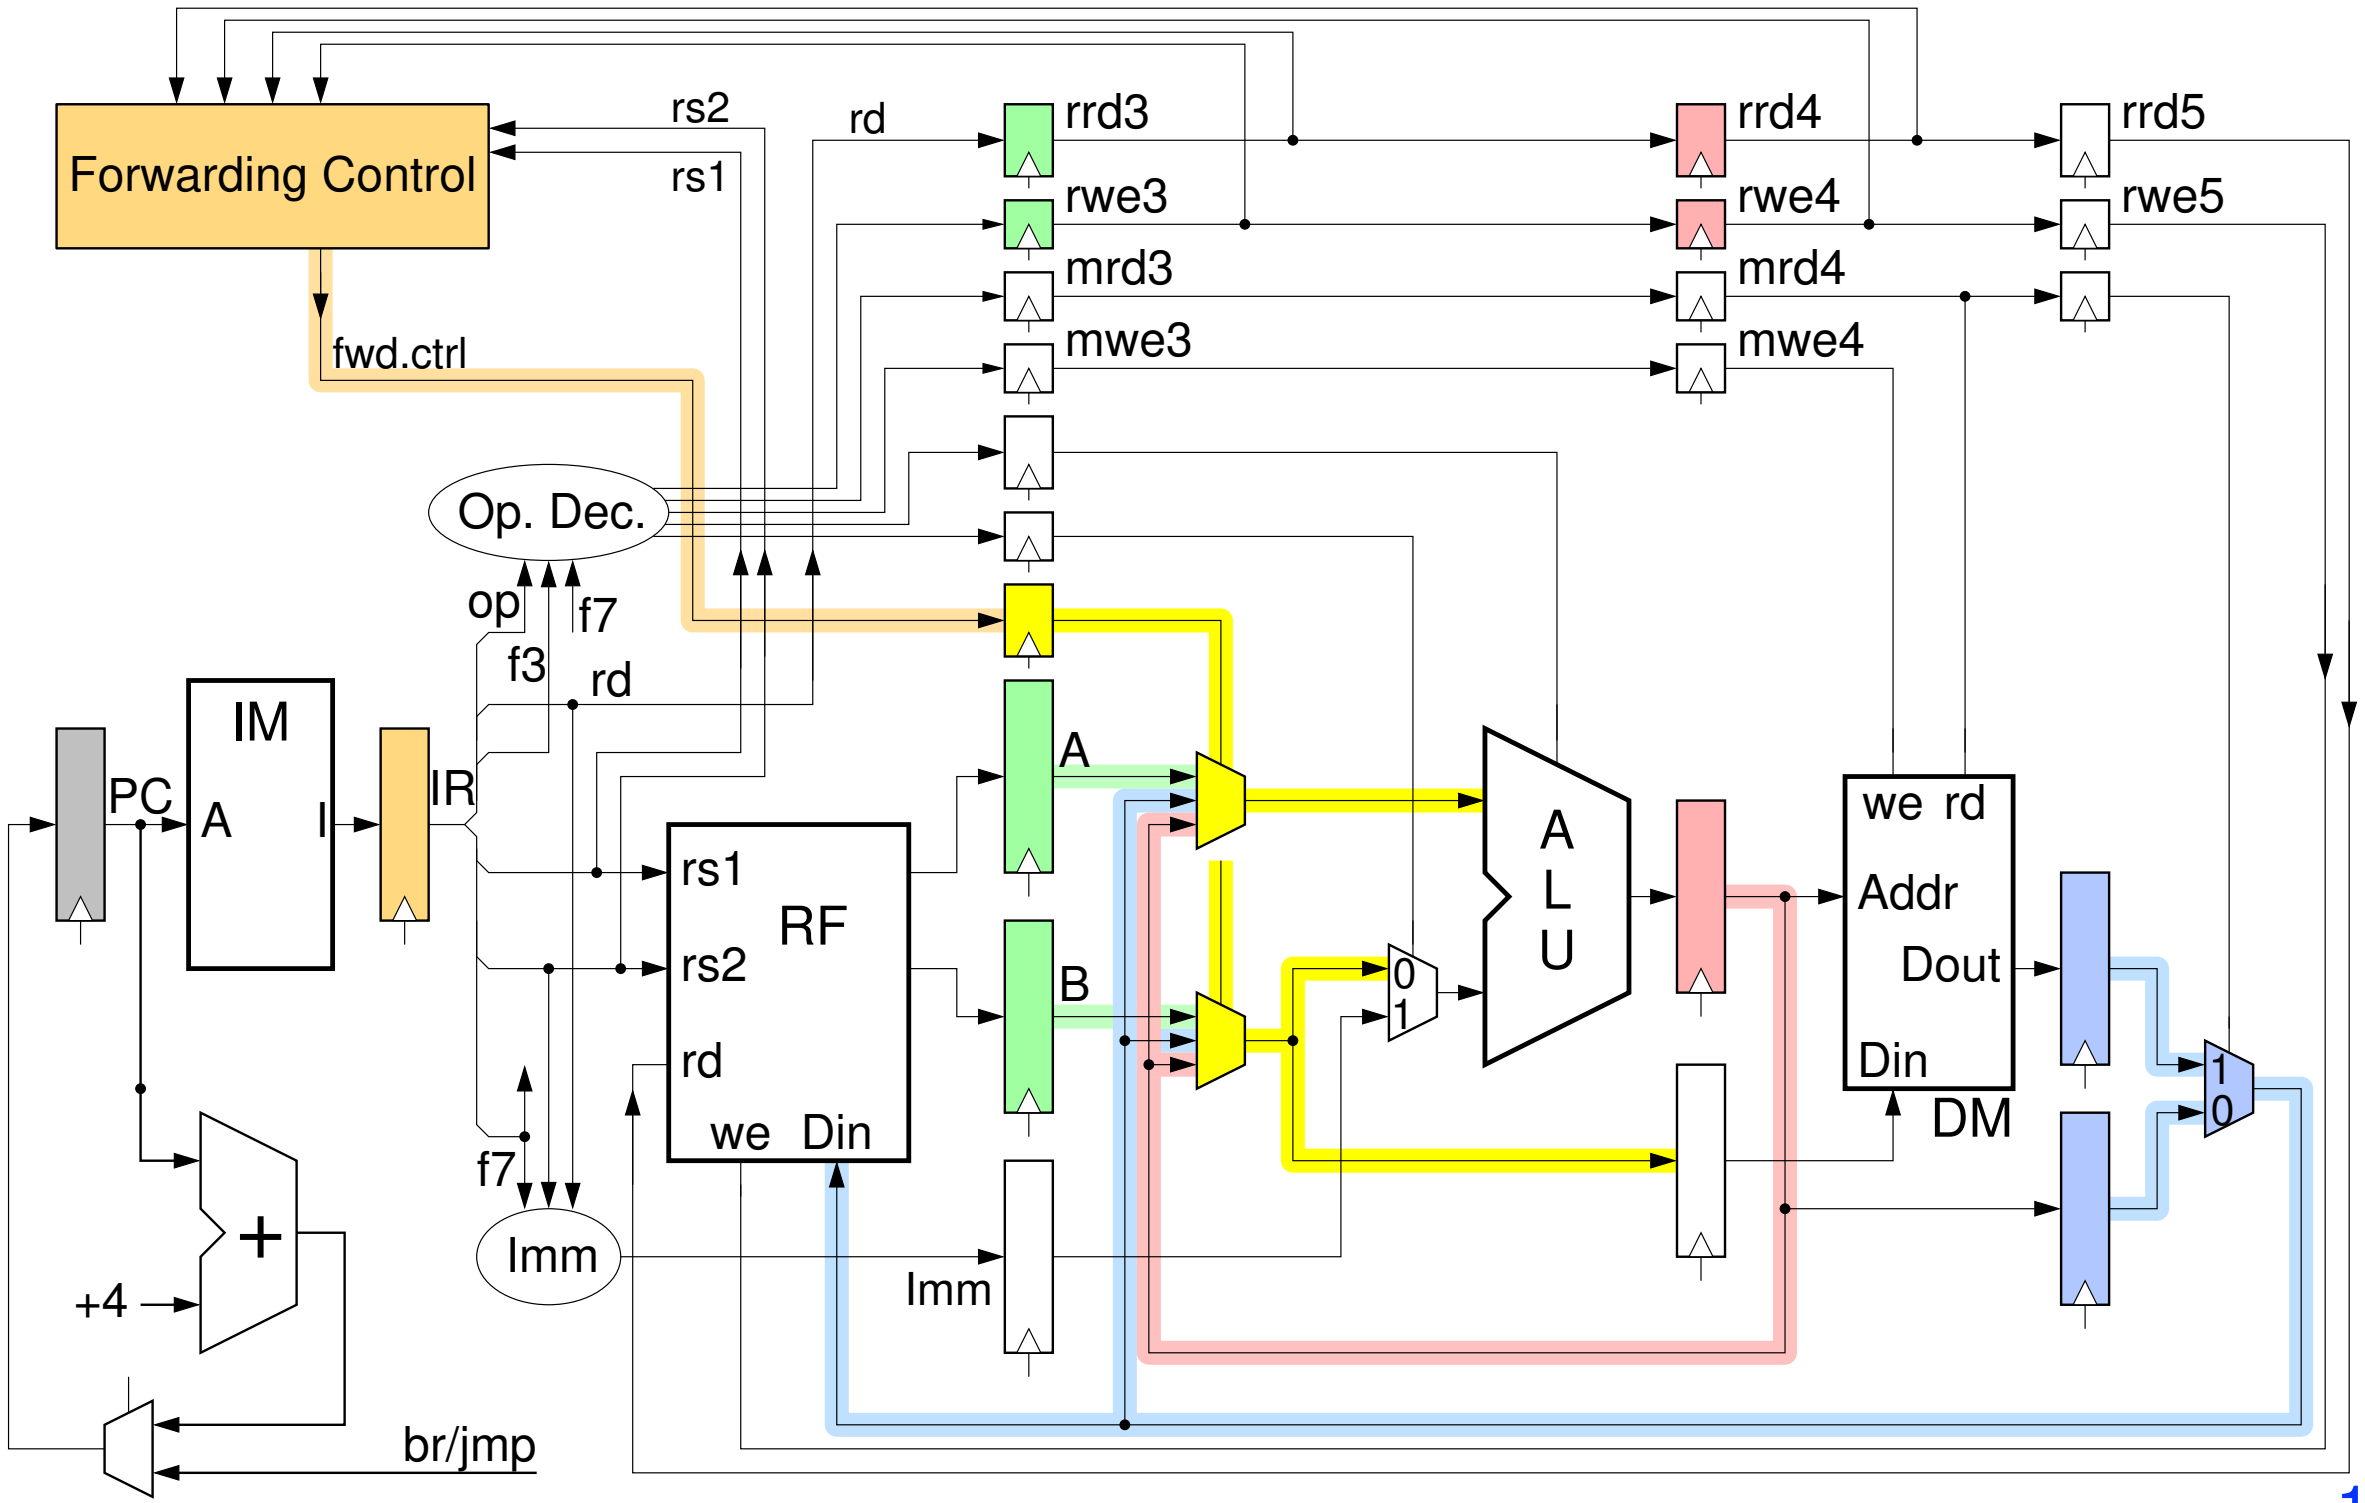 rs2
rd
rrd3
rrd4
rrd5
Forwarding Control
rs1
rwe3
rwe4
rwe5
mrd3
mrd4
fwd.ctrl
mwe3
mwe4
Op. Dec.
op
f7
f3
rd
IM
PC
A
I
IR
A
A
L
U
we rd
Addr
Dout
Din
DM
rs1
RF
rs2
rd
we Din
B
0
1
1
0
f7
+
+4
Imm
Imm
br/jmp